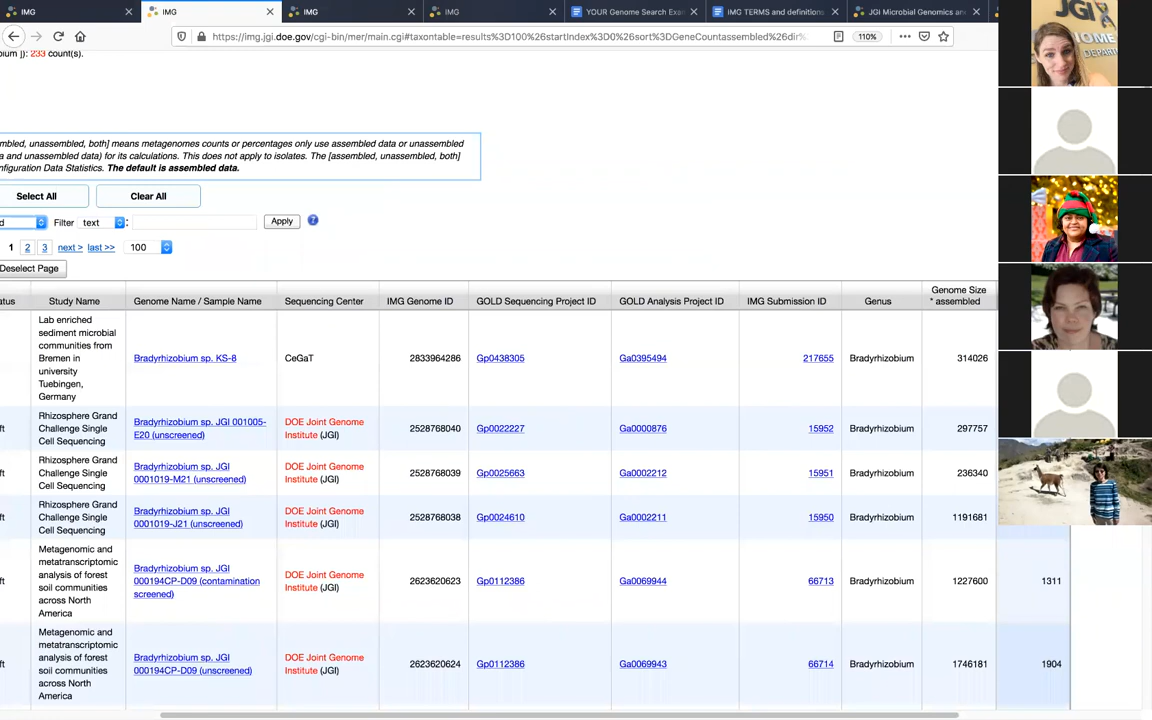 IMG
IMG
IMG
IMG
YOUR Genome Search Exa
IMG TERMS and definitions
JGI Microbial Genomics and
https://img.jgi.doe.gov/cgi-bin/mer/main.cgi#taxontable=results%3D100%26startIndex%3D0%26sort%3DGeneCountassembled%26dir%
110%
bium ]): 233 count(s).
mbled, unassembled, both] means metagenomes counts or percentages only use assembled data or unassembled
a and unassembled data) for its calculations. This does not apply to isolates. The [assembled, unassembled, both]
nfiguration Data Statistics. The default is assembled data.
Select All
Clear All
d
Filter
text
:
Apply
?
1
2
3
next >
last >>
100
Deselect Page
atus
Study Name
Genome Name / Sample Name
Sequencing Center
IMG Genome ID
GOLD Sequencing Project ID
GOLD Analysis Project ID
IMG Submission ID
Genus
Genome Size
* assembled
Lab enriched
sediment microbial
communities from
Bremen in
university
Tuebingen,
Germany
Bradyrhizobium sp. KS-8
CeGaT
2833964286
Gp0438305
Ga0395494
217655
Bradyrhizobium
314026
ft
Rhizosphere Grand
Challenge Single
Cell Sequencing
Bradyrhizobium sp. JGI 001005-
E20 (unscreened)
DOE Joint Genome
Institute (JGI)
2528768040
Gp0022227
Ga0000876
15952
Bradyrhizobium
297757
ft
Rhizosphere Grand
Challenge Single
Cell Sequencing
Bradyrhizobium sp. JGI
0001019-M21 (unscreened)
DOE Joint Genome
Institute (JGI)
2528768039
Gp0025663
Ga0002212
15951
Bradyrhizobium
236340
ft
Rhizosphere Grand
Challenge Single
Cell Sequencing
Bradyrhizobium sp. JGI
0001019-J21 (unscreened)
DOE Joint Genome
Institute (JGI)
2528768038
Gp0024610
Ga0002211
15950
Bradyrhizobium
1191681
ft
Metagenomic and
metatranscriptomic
analysis of forest
soil communities
across North
America
Bradyrhizobium sp. JGI
000194CP-D09 (contamination
screened)
DOE Joint Genome
Institute (JGI)
2623620623
Gp0112386
Ga0069944
66713
Bradyrhizobium
1227600
1311
ft
Metagenomic and
metatranscriptomic
analysis of forest
soil communities
across North
America
Bradyrhizobium sp. JGI
000194CP-D09 (unscreened)
DOE Joint Genome
Institute (JGI)
2623620624
Gp0112386
Ga0069943
66714
Bradyrhizobium
1746181
1904
JGI